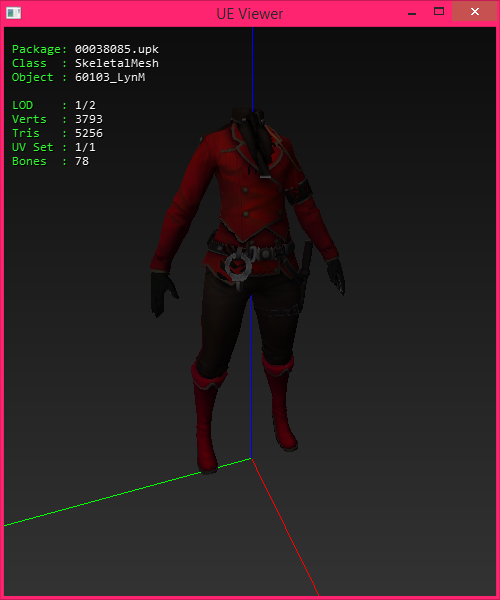 UE Viewer
Package: 00038085.upk
Class  : SkeletalMesh
Object : 60103_LynM
LOD    : 1/2
Verts  : 3793
Tris   : 5256
UV Set : 1/1
Bones  : 78